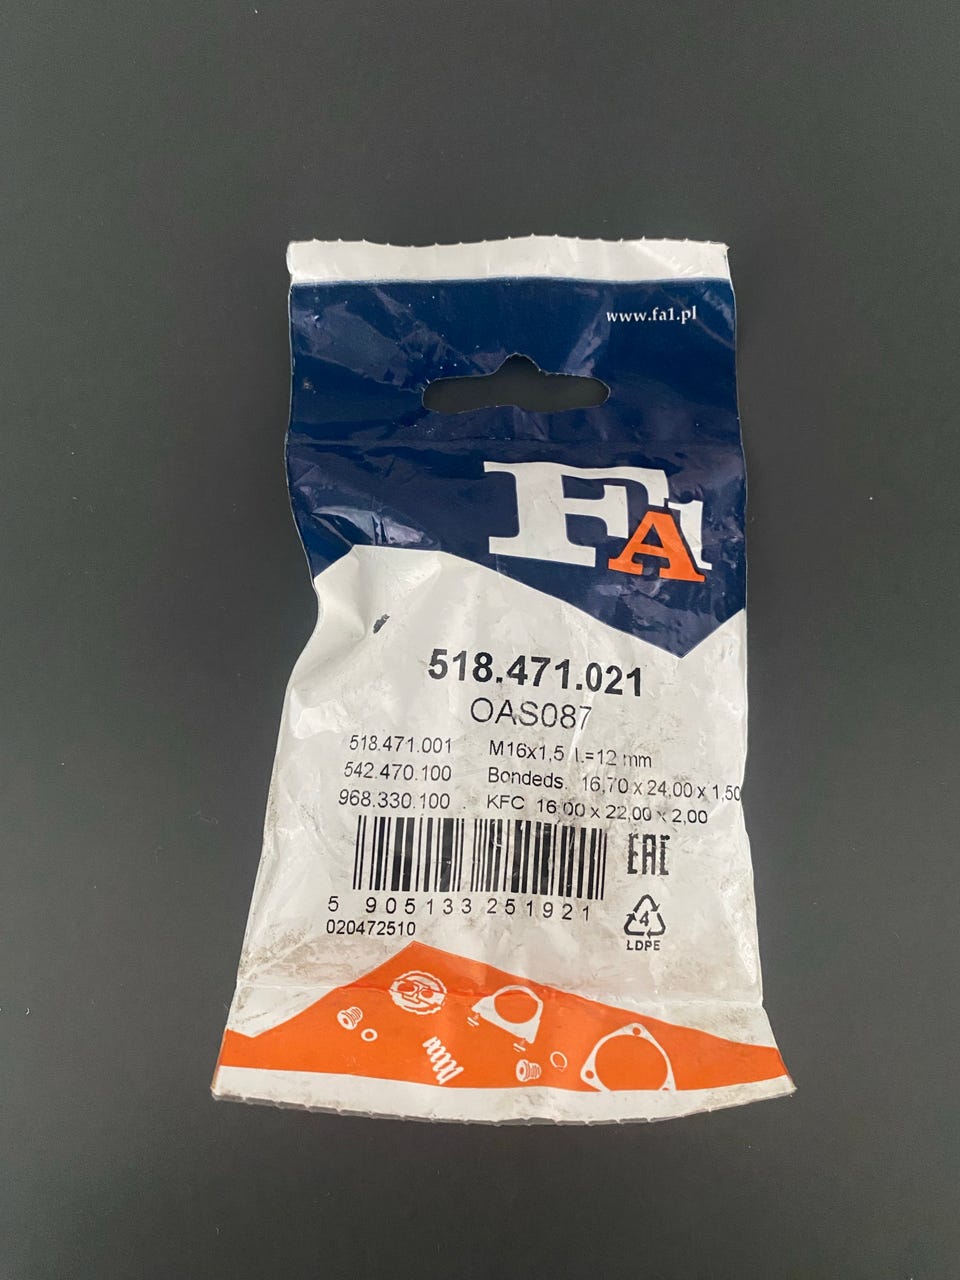 www.fa1.pl
FA1
518.471.021
OAS087
518.471.001 M16x1,5 L=12 mm
542.470.100 Bondeds. 16,70 x 24,00 x 1,50
968.330.100 KFC 16,00 x 22,00 x 2,00
EAC
5 905133 251921
020472510
4
LDPE